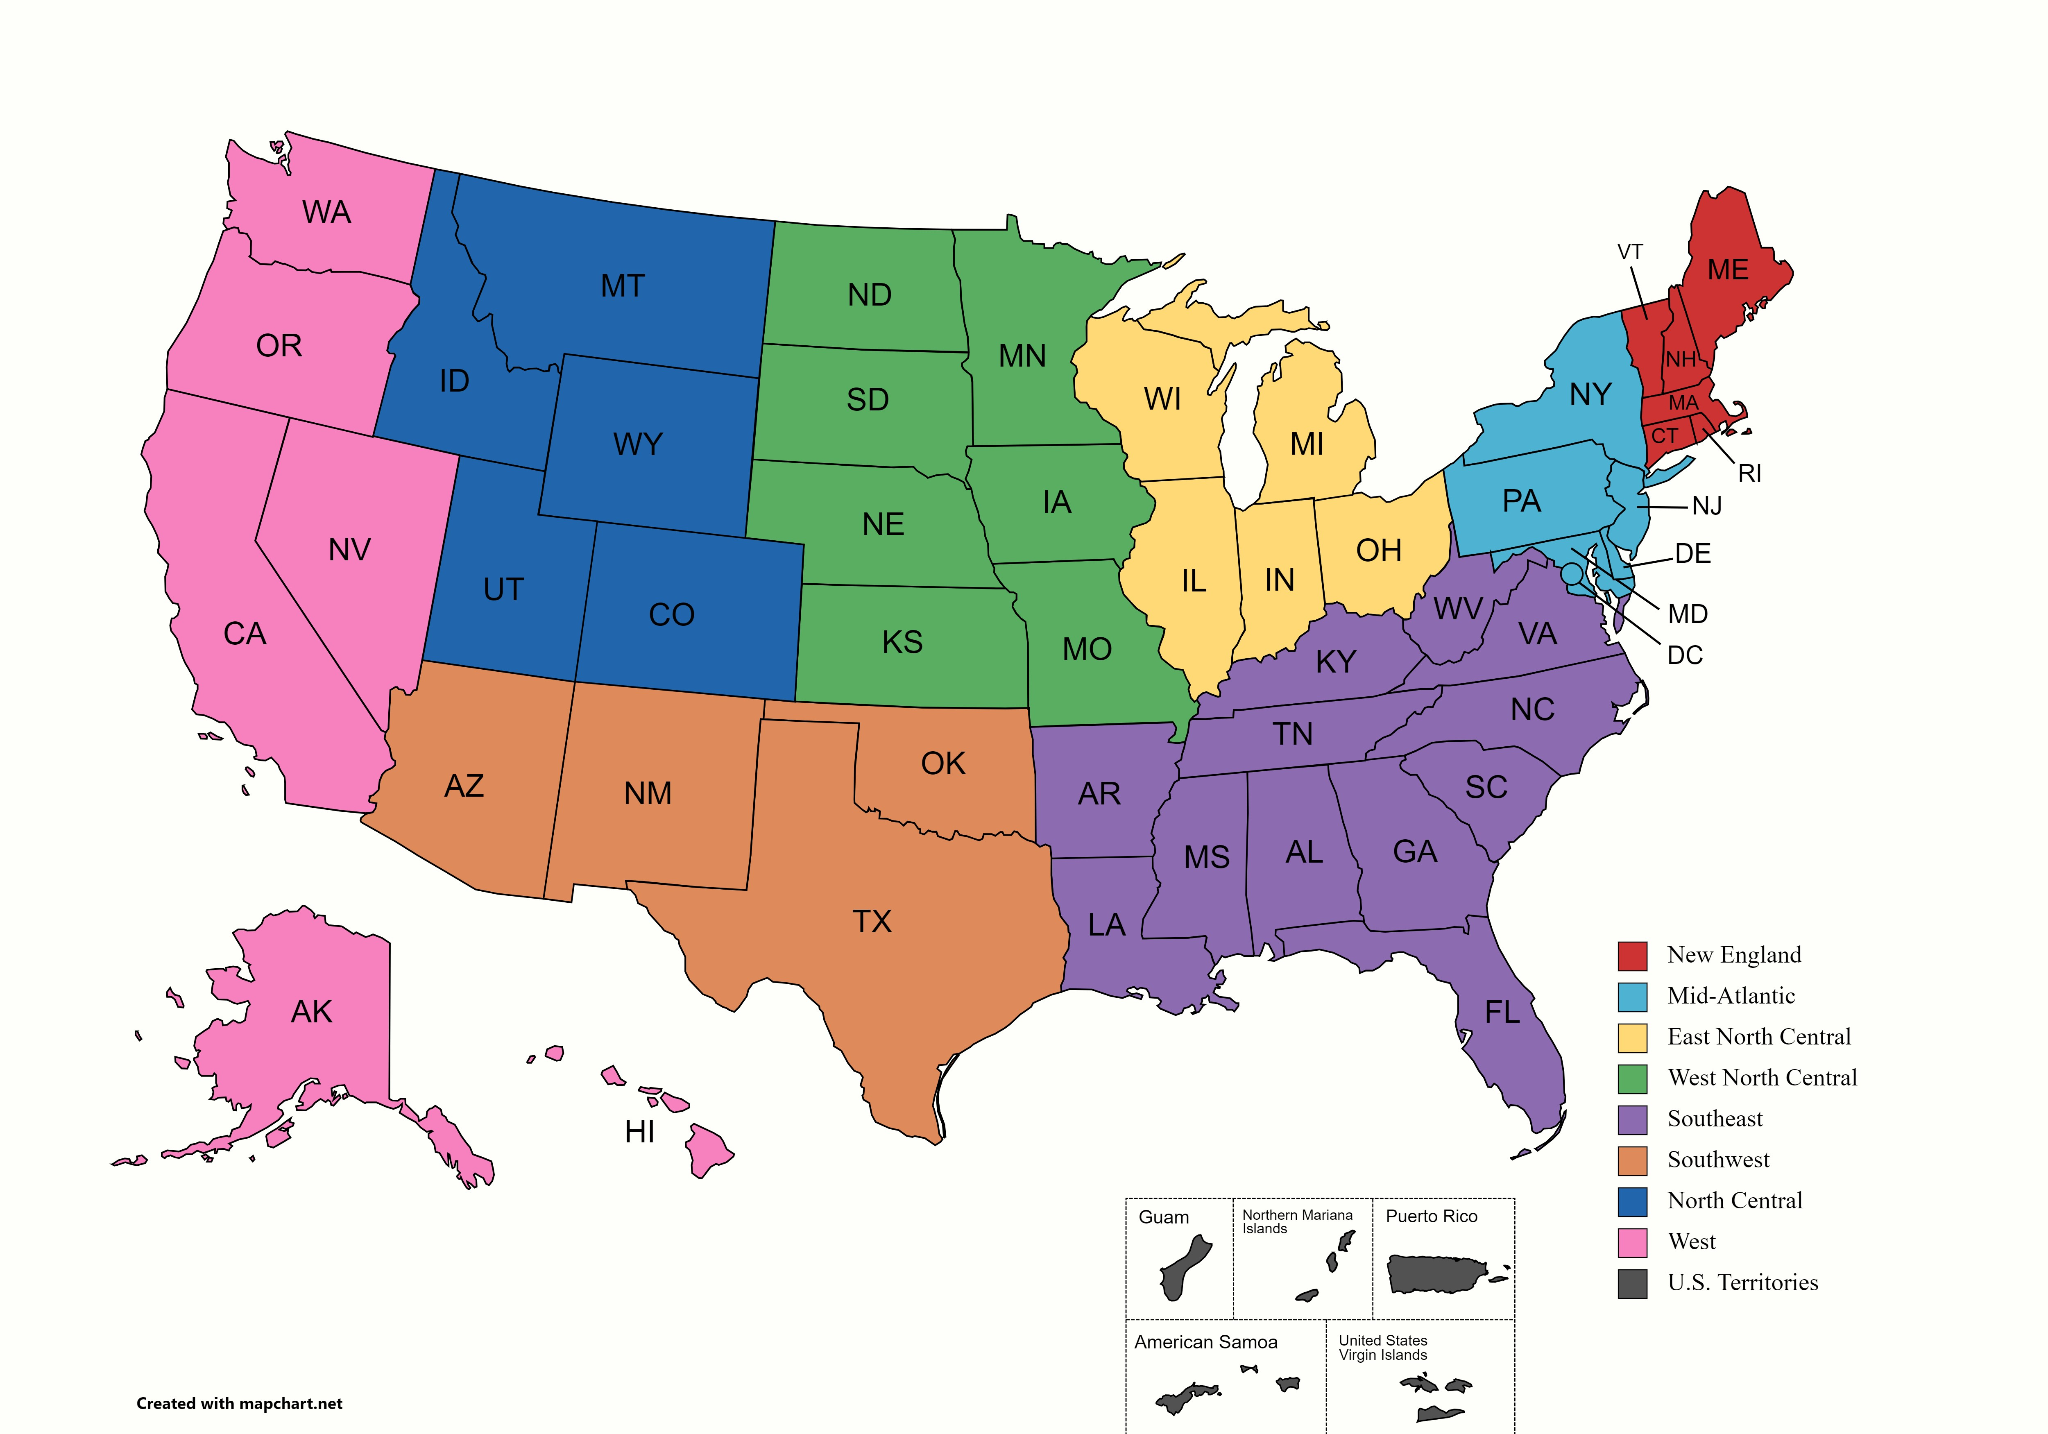 WA
MT
ND
MN
VT
ME
OR
ID
WY
SD
WI
MI
NY
NH
MA
CT
RI
NV
UT
CO
NE
IA
IL
IN
OH
PA
NJ
DE
MD
DC
CA
KS
MO
KY
WV
VA
AZ
NM
OK
AR
TN
NC
SC
TX
LA
MS
AL
GA
FL
AK
HI
New England
Mid-Atlantic
East North Central
West North Central
Southeast
Southwest
North Central
West
U.S. Territories
Guam
Northern Mariana
Islands
Puerto Rico
American Samoa
United States
Virgin Islands
Created with mapchart.net